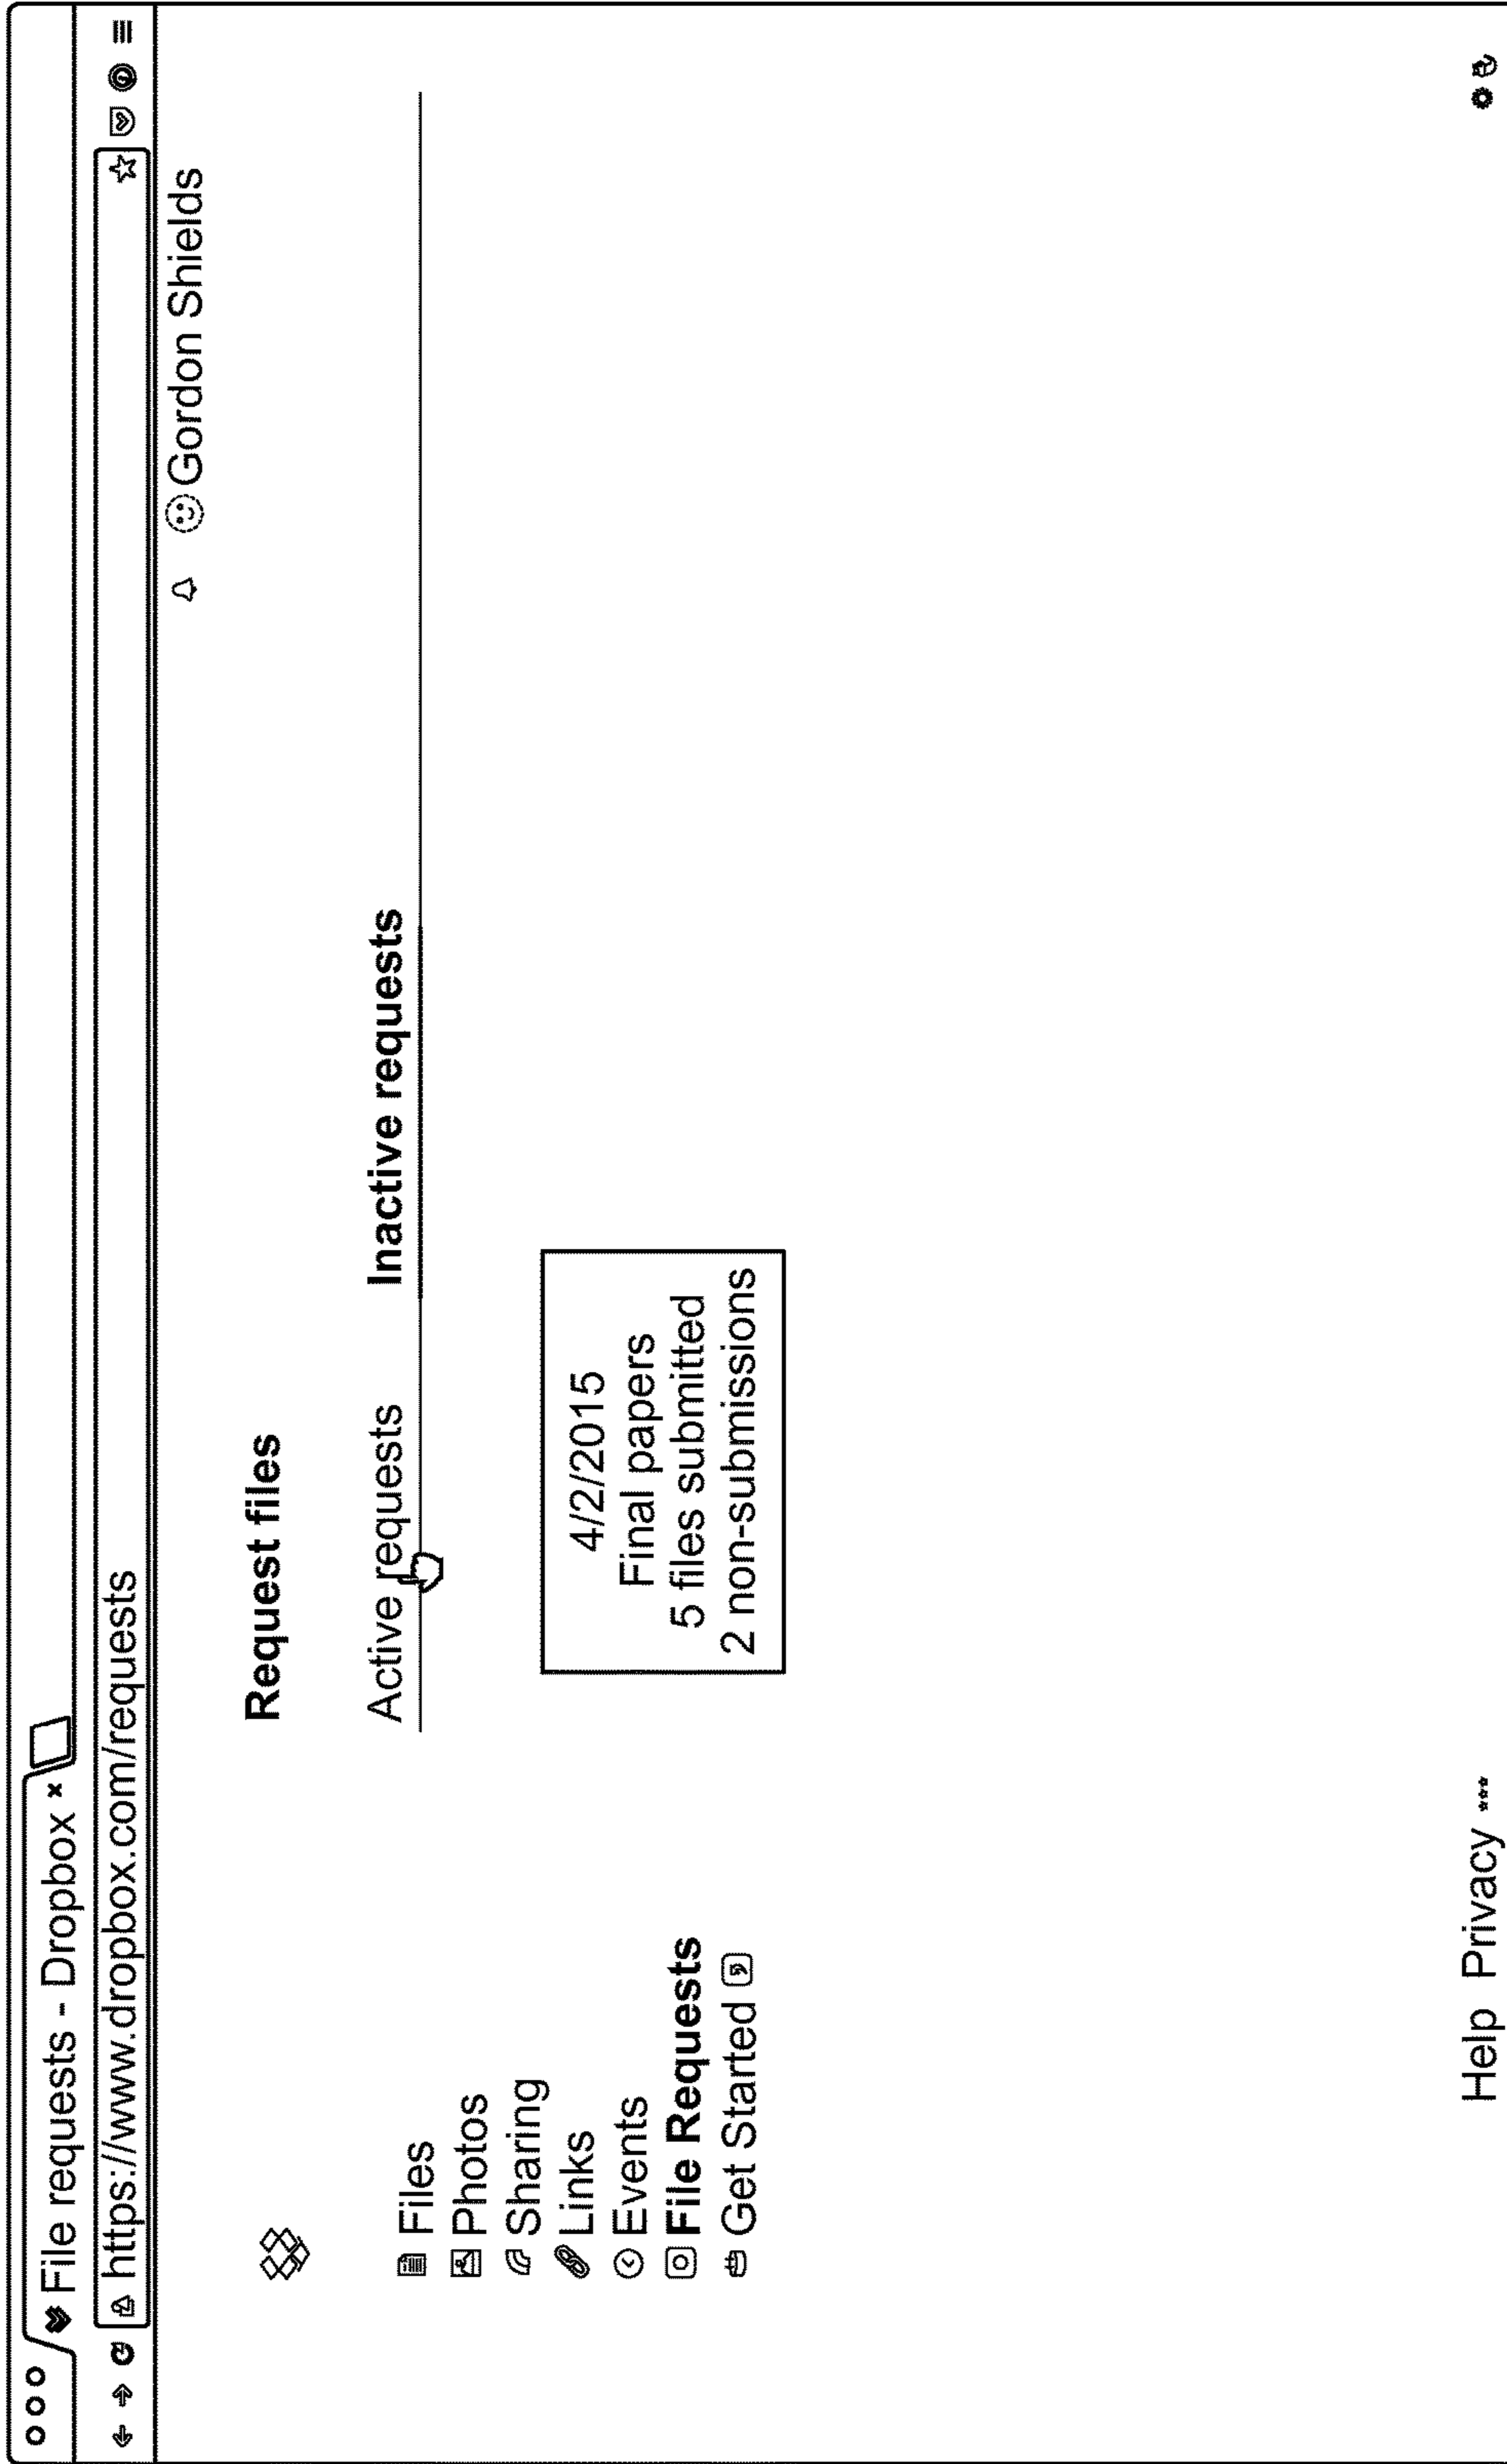 File requests - Dropbox ×
https://www.dropbox.com/requests
Gordon Shields
Request files
Active requests Inactive requests
Files
Photos
Sharing
Links
Events
File Requests
Get Started
4/2/2015
Final papers
5 files submitted
2 non-submissions
Help Privacy ***